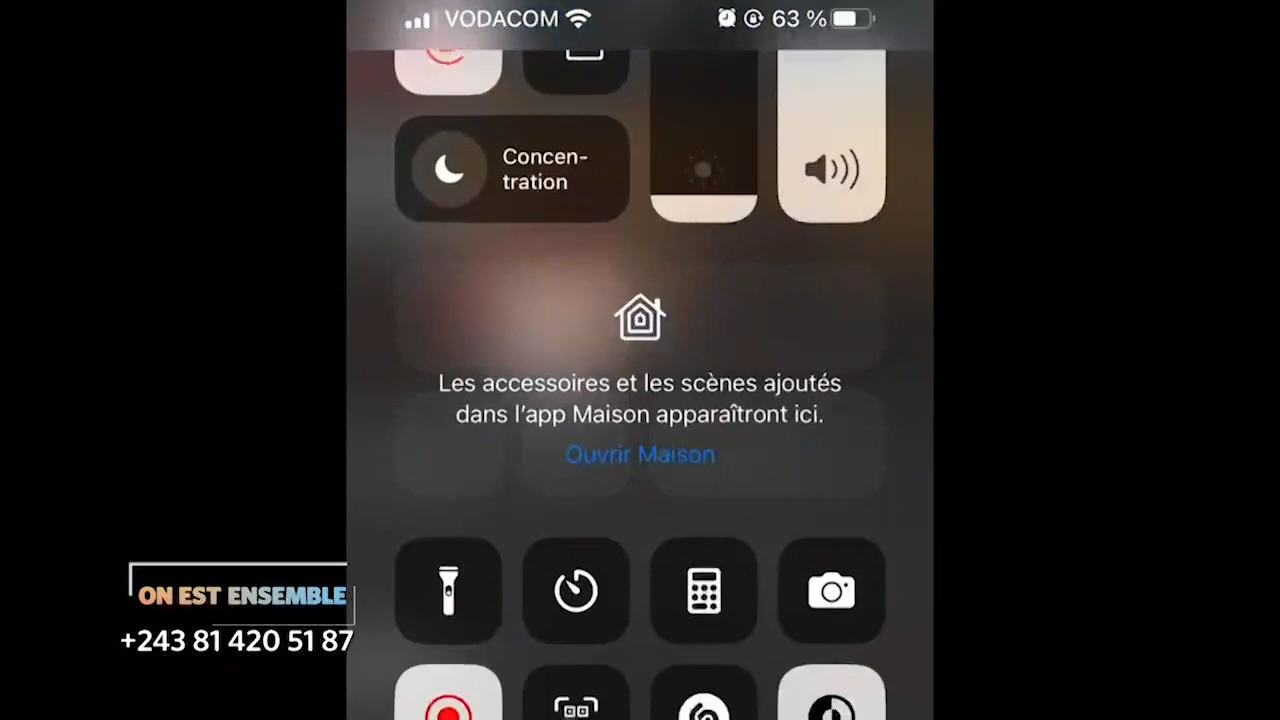 VODACOM 63 %
Concen-
tration
Les accessoires et les scènes ajoutés
dans l'app Maison apparaîtront ici.
Ouvrir Maison
ON EST ENSEMBLE
+243 81 420 51 87